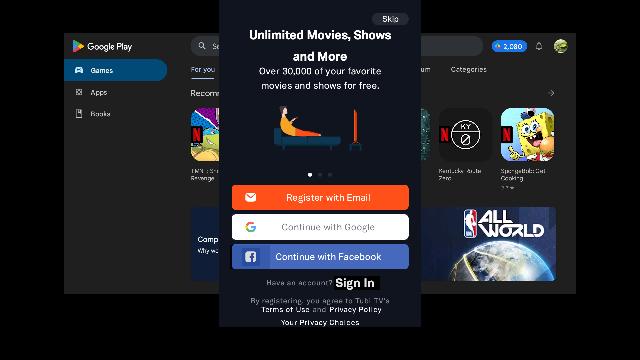 Skip
Unlimited Movies, Shows
and More
Over 30,000 of your favorite
movies and shows for free.
Register with Email
Continue with Google
Continue with Facebook
Have an account? Sign In
By registering, you agree to Tubi TV's
Terms of Use and Privacy Policy
Your Privacy Choices
Google Play
2,080
Games
Apps
Books
For you
Categories
Kentucky Route
Zero
SpongeBob: Get
Cooking
KY
NBA
ALL
WORLD